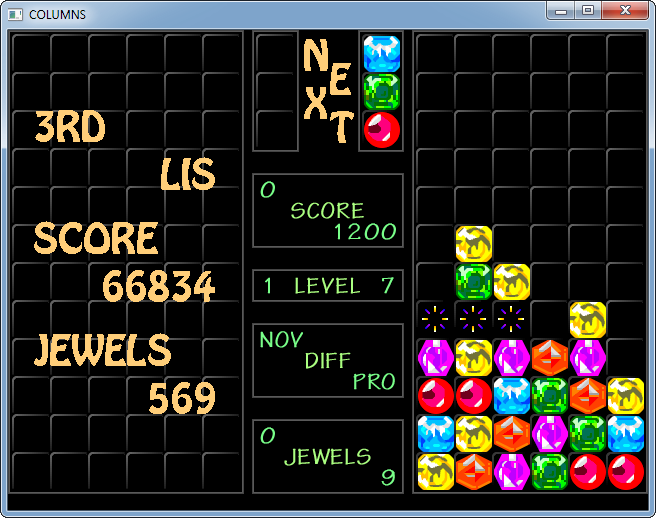 COLUMNS
3RD
LIS
SCORE
66834
JEWELS
569
NEXT
0
SCORE
1200
1 LEVEL 7
NOV
DIFF
PRO
0
JEWELS
9